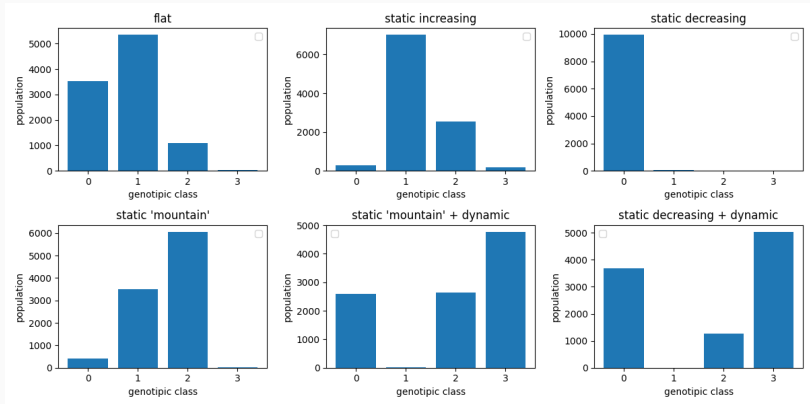 flat
5000
4000
3000
2000
1000
0
population
0 1 2 3
genotipic class
static increasing
6000
4000
2000
0
population
0 1 2 3
genotipic class
static decreasing
10000
8000
6000
4000
2000
0
population
0 1 2 3
genotipic class
static 'mountain'
6000
5000
4000
3000
2000
1000
0
population
0 1 2 3
genotipic class
static 'mountain' + dynamic
5000
4000
3000
2000
1000
0
population
0 1 2 3
genotipic class
static decreasing + dynamic
5000
4000
3000
2000
1000
0
population
0 1 2 3
genotipic class